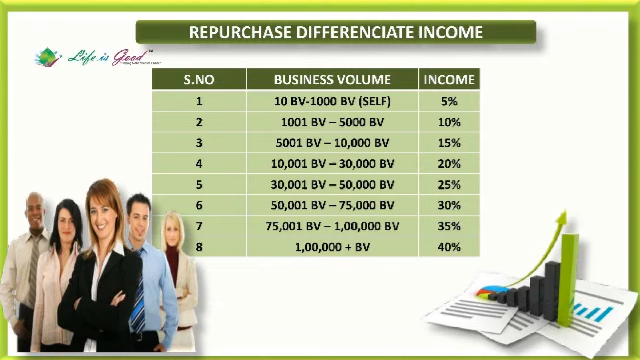 REPURCHASE DIFFERENCIATE INCOME
Life is Good™
S.NO BUSINESS VOLUME INCOME
1 10 BV-1000 BV (SELF) 5%
2 1001 BV – 5000 BV 10%
3 5001 BV – 10,000 BV 15%
4 10,001 BV – 30,000 BV 20%
5 30,001 BV – 50,000 BV 25%
6 50,001 BV – 75,000 BV 30%
7 75,001 BV – 1,00,000 BV 35%
8 1,00,000 + BV 40%